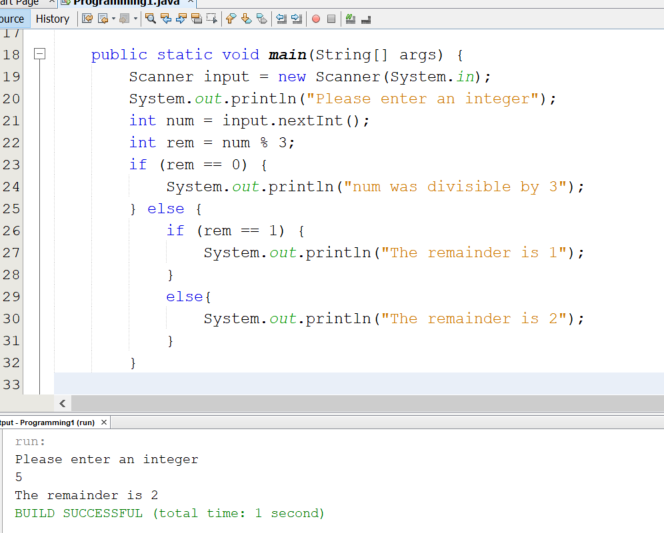 art Page × Programming1.java ×
ource History
17
18 public static void main(String[] args) {
19 Scanner input = new Scanner(System.in);
20 System.out.println("Please enter an integer");
21 int num = input.nextInt();
22 int rem = num % 3;
23 if (rem == 0) {
24 System.out.println("num was divisible by 3");
25 } else {
26 if (rem == 1) {
27 System.out.println("The remainder is 1");
28 }
29 else{
30 System.out.println("The remainder is 2");
31 }
32 }
33
tput - Programming1 (run) ×
run:
Please enter an integer
5
The remainder is 2
BUILD SUCCESSFUL (total time: 1 second)